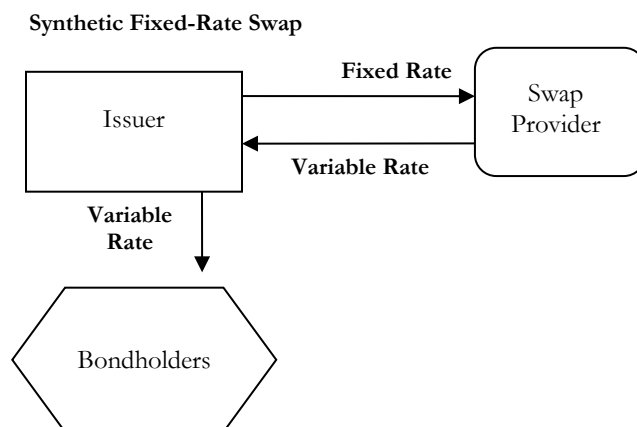 Synthetic Fixed-Rate Swap
Fixed Rate
Issuer
Swap
Provider
Variable Rate
Variable
Rate
Bondholders